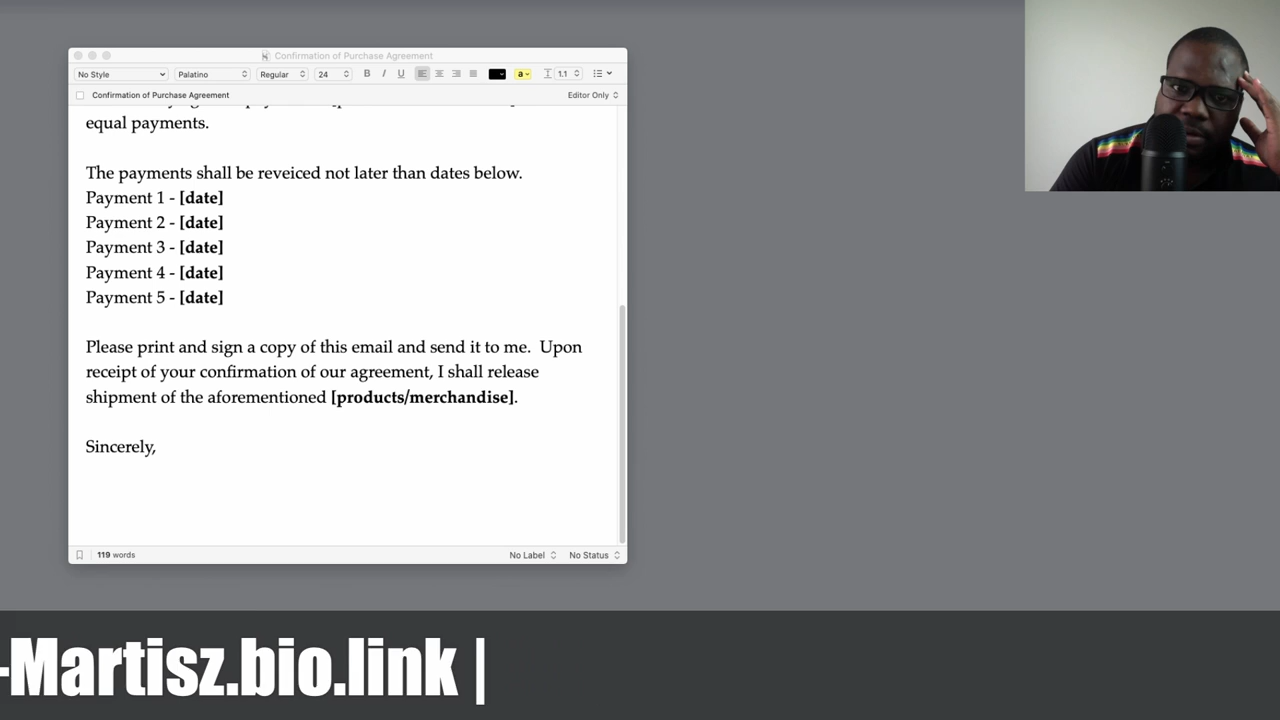 Confirmation of Purchase Agreement
No Style Palatino Regular 24 B I U a 1.1
Confirmation of Purchase Agreement Editor Only
equal payments.
The payments shall be reveiced not later than dates below.
Payment 1 - [date]
Payment 2 - [date]
Payment 3 - [date]
Payment 4 - [date]
Payment 5 - [date]
Please print and sign a copy of this email and send it to me. Upon
receipt of your confirmation of our agreement, I shall release
shipment of the aforementioned [products/merchandise].
Sincerely,
119 words No Label No Status
-Martisz.bio.link |